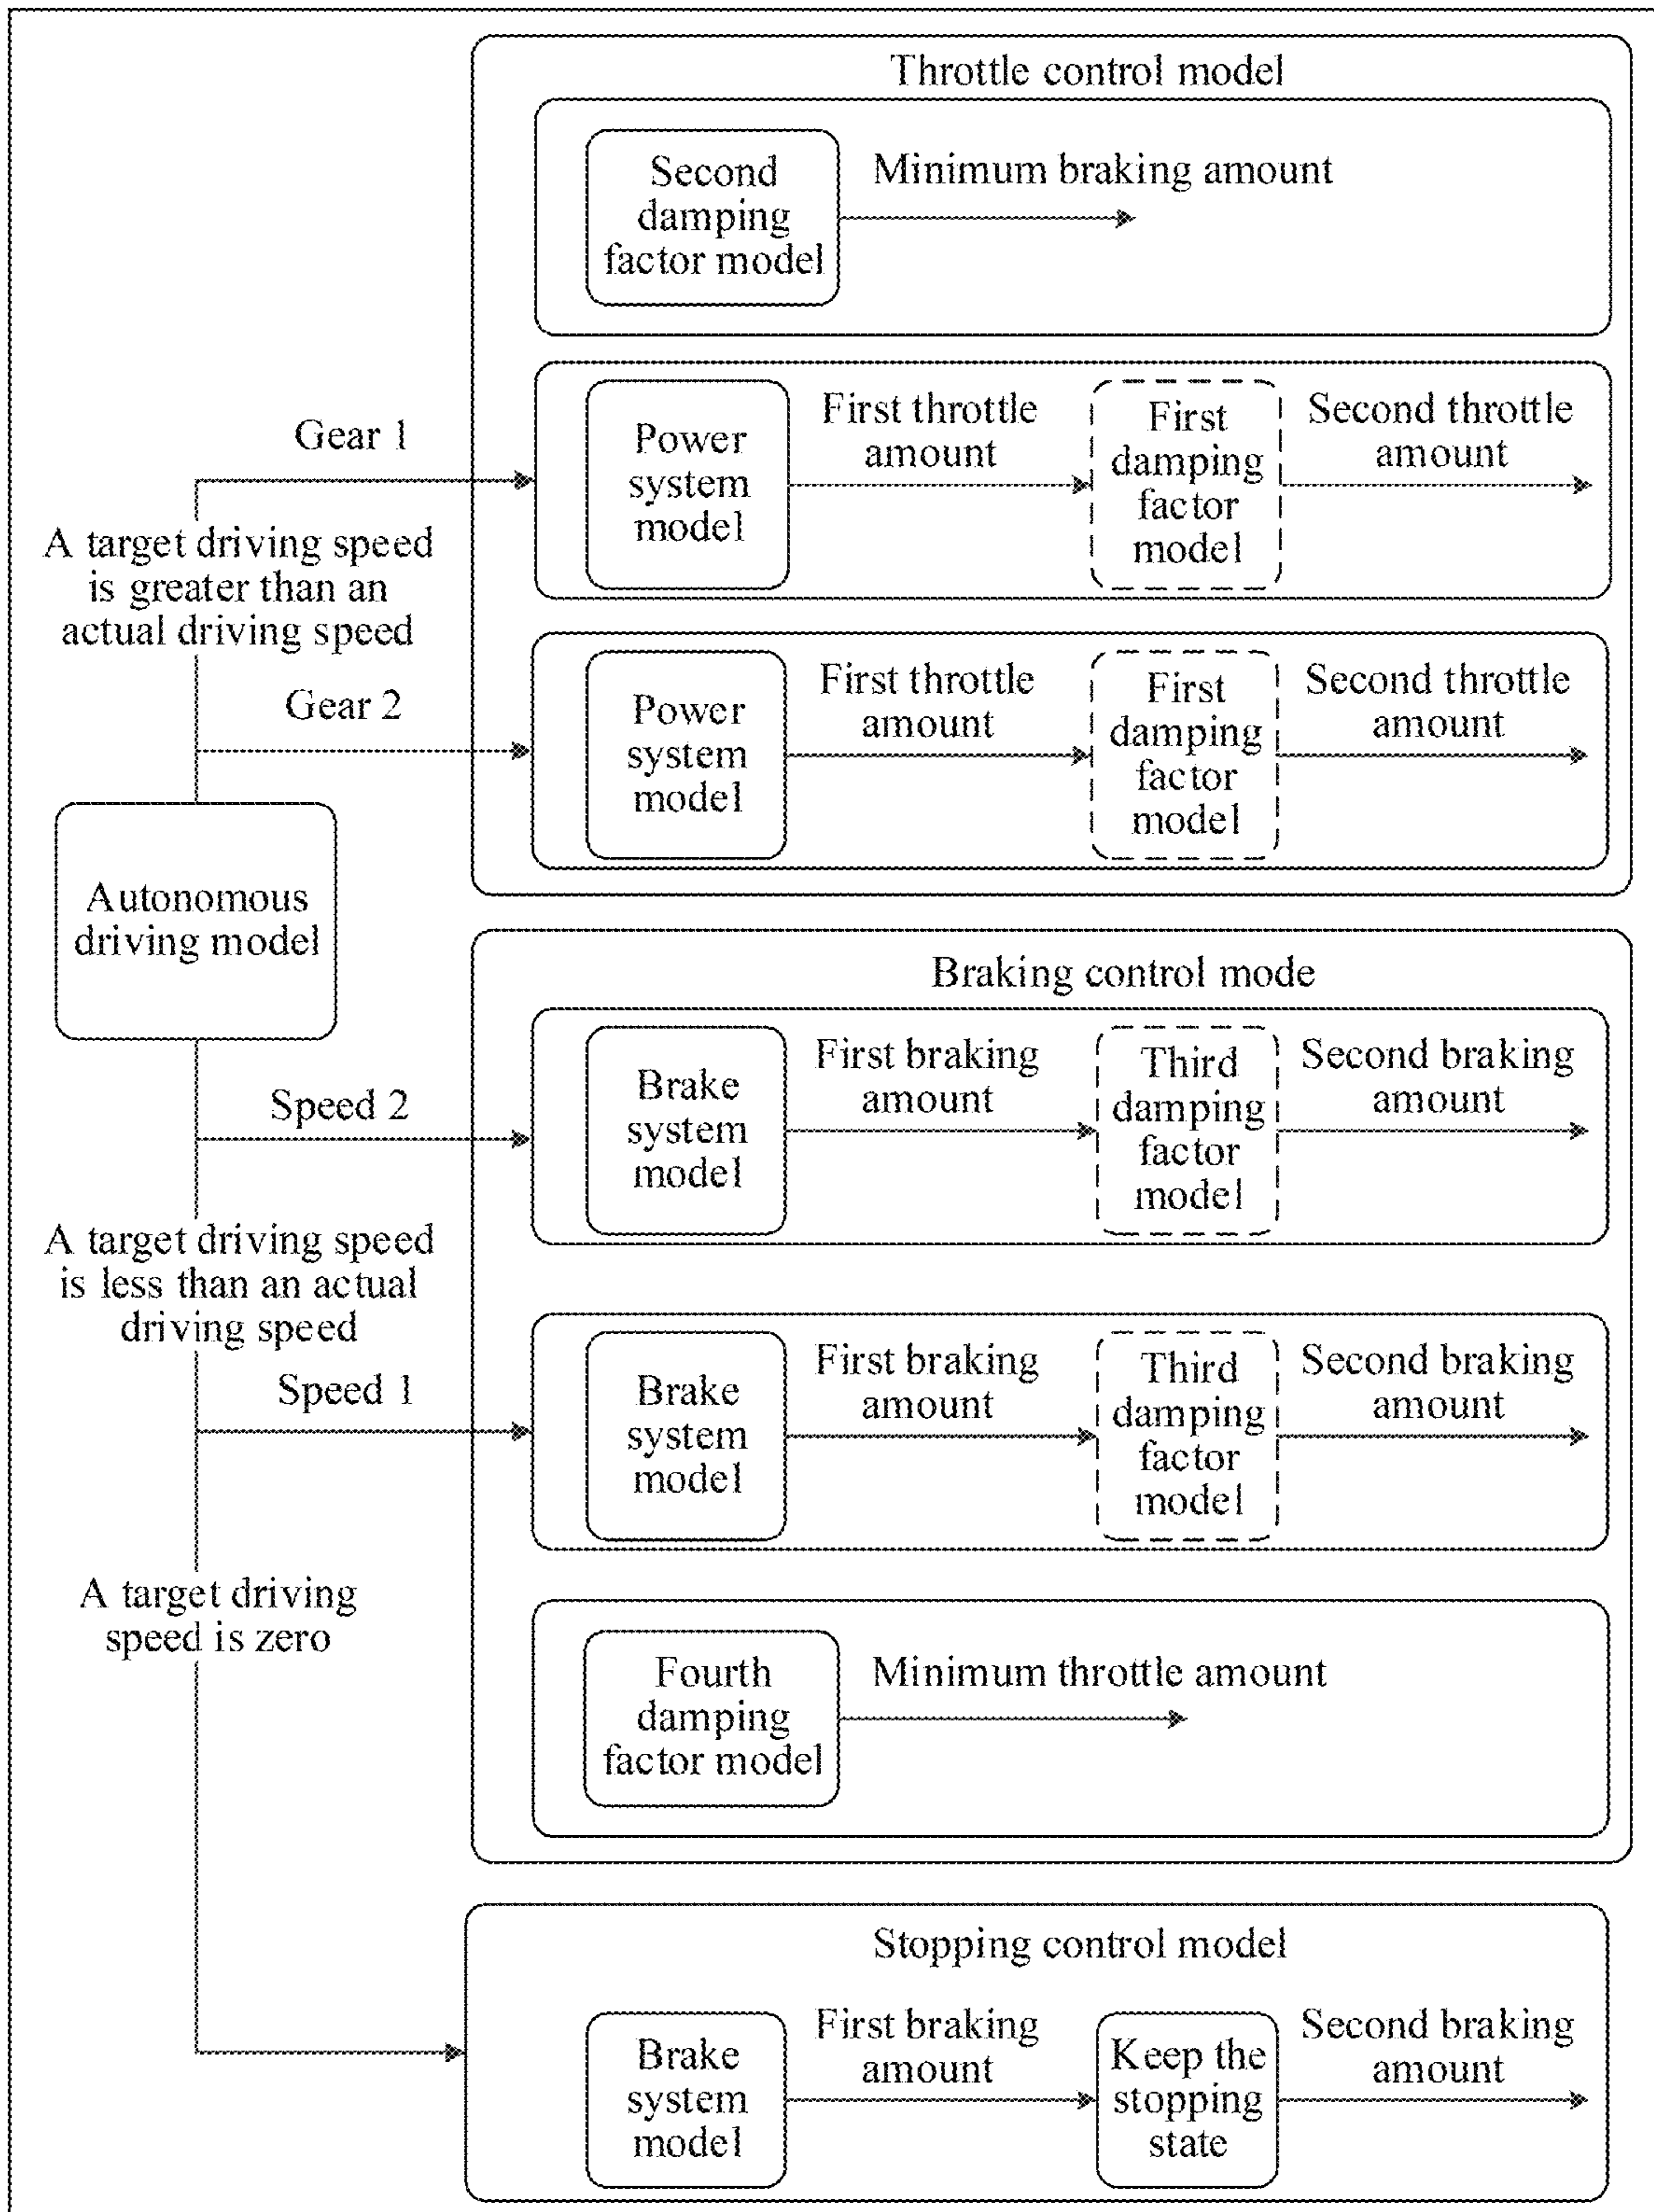 Throttle control model
Second
damping
factor model
Minimum braking amount
Gear 1
Power
system
model
First throttle
amount
First
damping
factor
model
Second throttle
amount
A target driving speed
is greater than an
actual driving speed
Gear 2
Power
system
model
First throttle
amount
First
damping
factor
model
Second throttle
amount
Autonomous
driving model
Braking control mode
Speed 2
Brake
system
model
First braking
amount
Third
damping
factor
model
Second braking
amount
A target driving speed
is less than an actual
driving speed
Speed 1
Brake
system
model
First braking
amount
Third
damping
factor
model
Second braking
amount
A target driving
speed is zero
Fourth
damping
factor model
Minimum throttle amount
Stopping control model
Brake
system
model
First braking
amount
Keep the
stopping
state
Second braking
amount